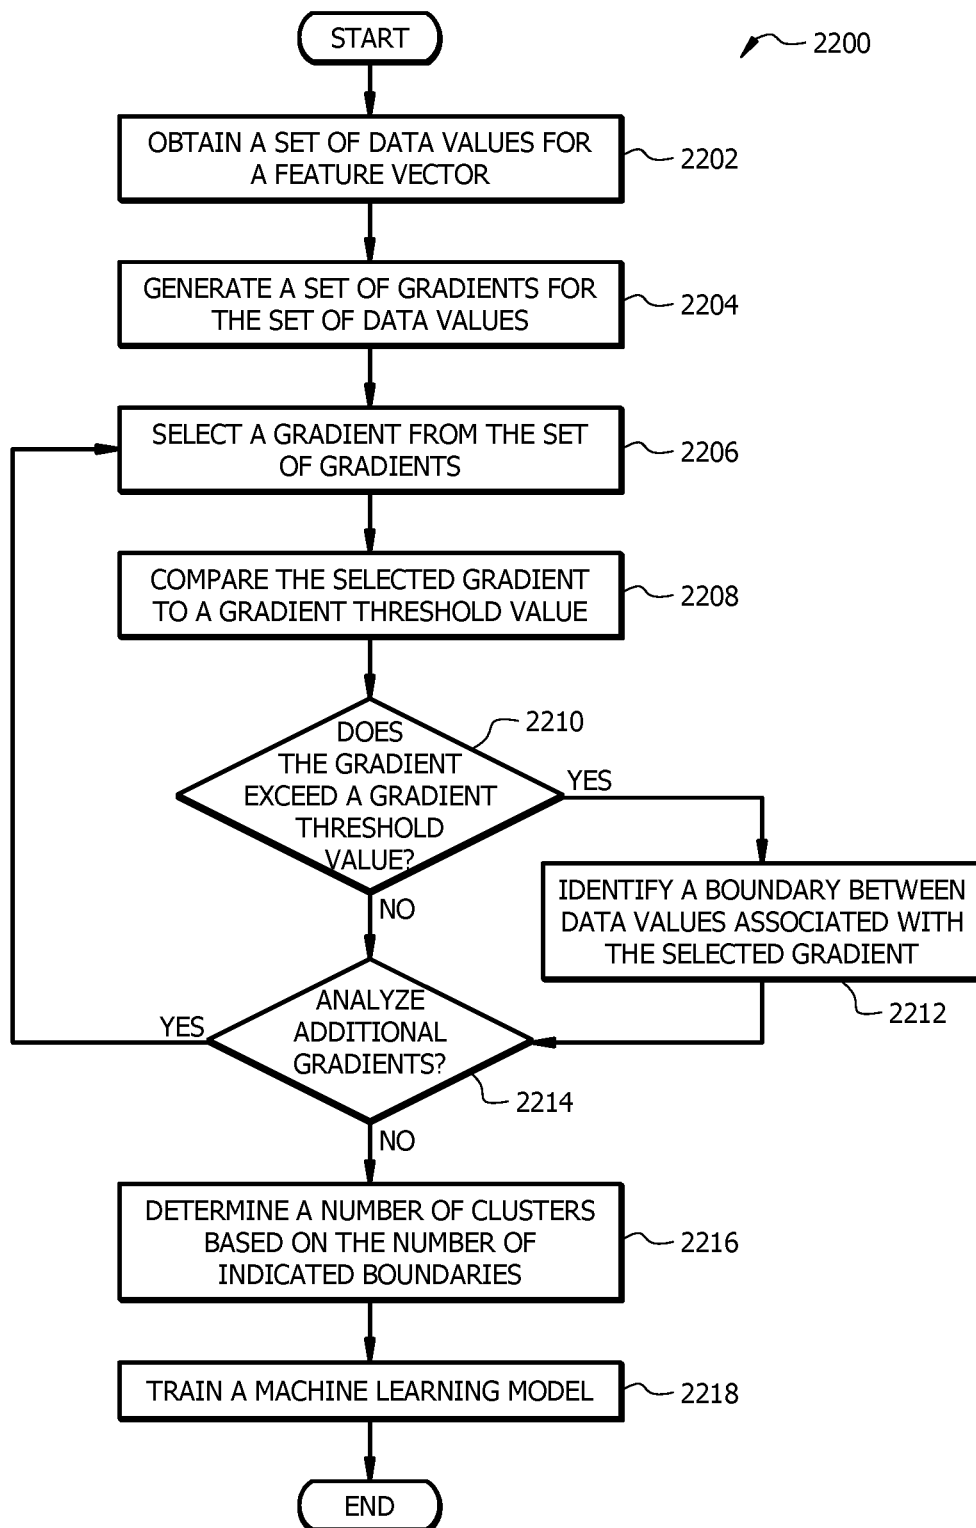 START
2200
OBTAIN A SET OF DATA VALUES FOR
A FEATURE VECTOR
2202
GENERATE A SET OF GRADIENTS FOR
THE SET OF DATA VALUES
2204
SELECT A GRADIENT FROM THE SET
OF GRADIENTS
2206
COMPARE THE SELECTED GRADIENT
TO A GRADIENT THRESHOLD VALUE
2208
DOES
THE GRADIENT
EXCEED A GRADIENT
THRESHOLD
VALUE?
2210
YES
NO
IDENTIFY A BOUNDARY BETWEEN
DATA VALUES ASSOCIATED WITH
THE SELECTED GRADIENT
2212
ANALYZE
ADDITIONAL
GRADIENTS?
YES
2214
NO
DETERMINE A NUMBER OF CLUSTERS
BASED ON THE NUMBER OF
INDICATED BOUNDARIES
2216
TRAIN A MACHINE LEARNING MODEL
2218
END